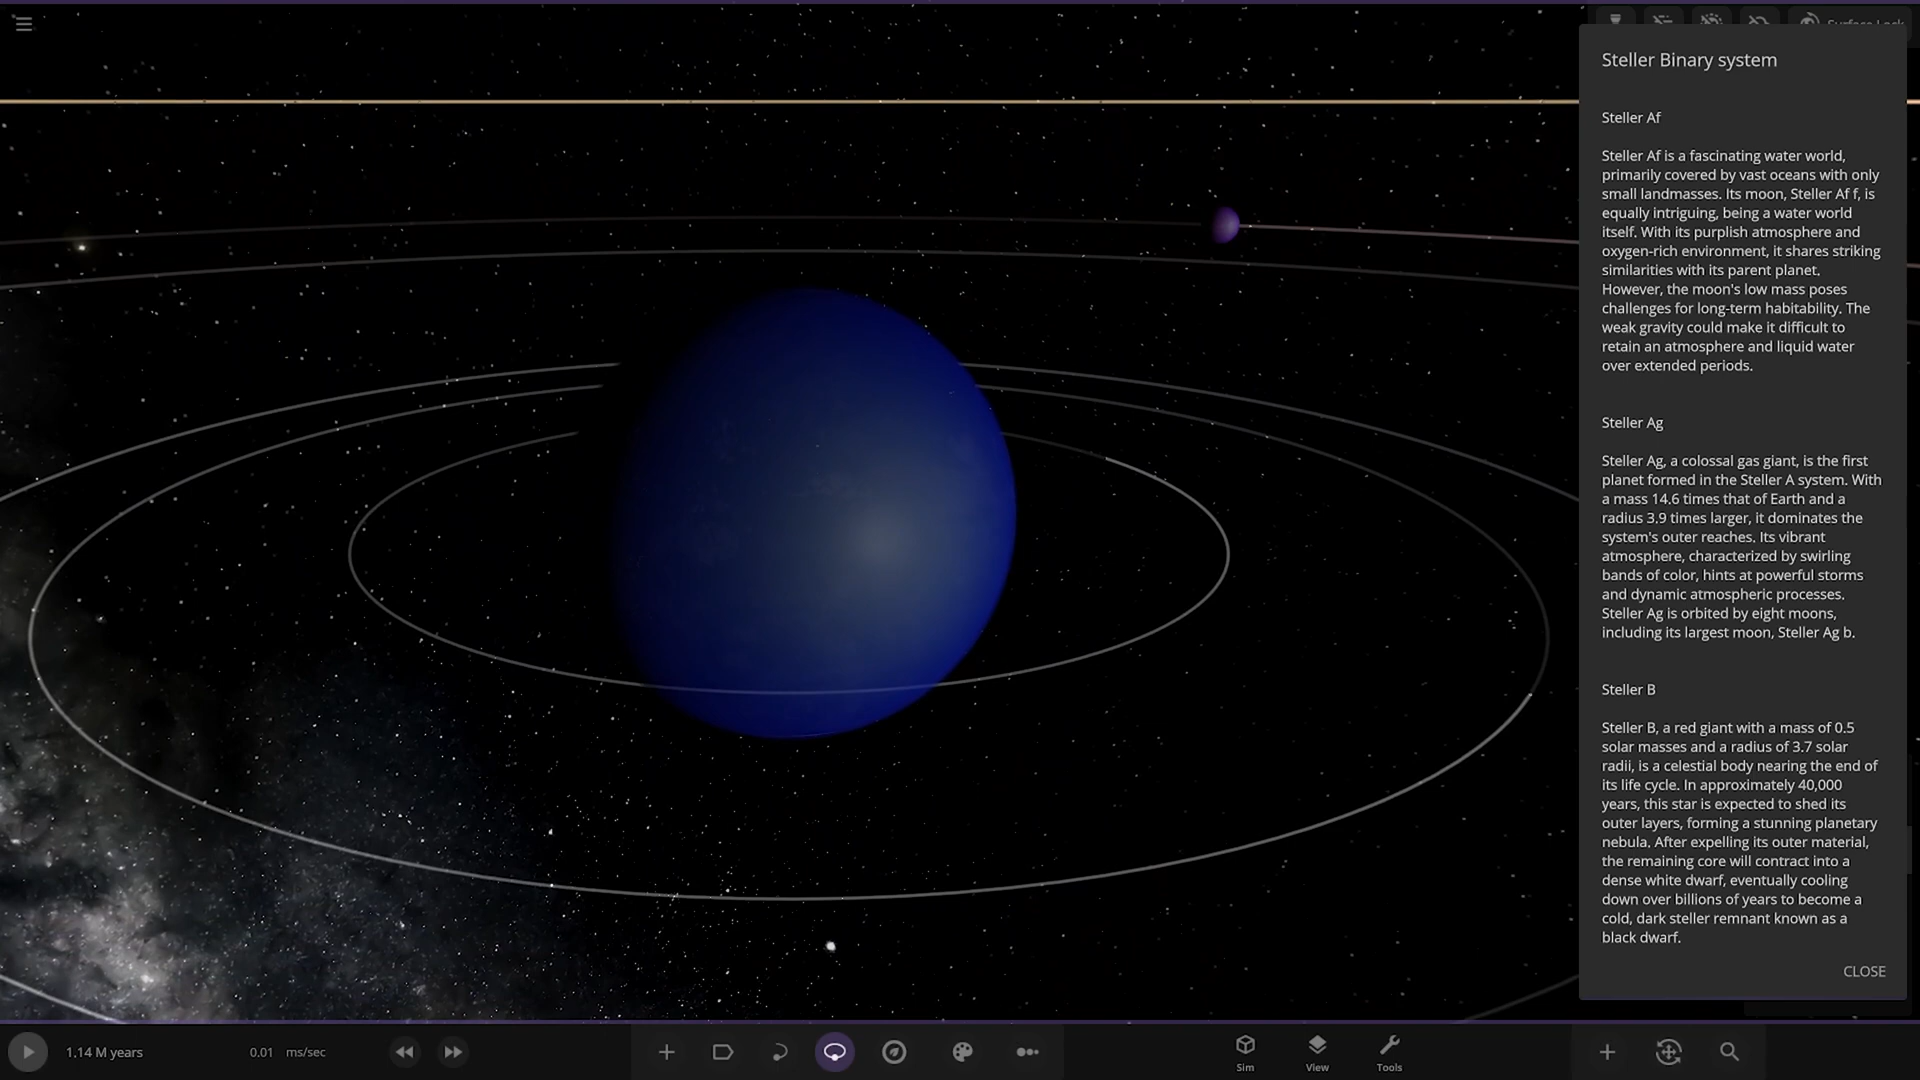 Surface Lock
Steller Binary system
Steller Af
Steller Af is a fascinating water world,
primarily covered by vast oceans with only
small landmasses. Its moon, Steller Af f, is
equally intriguing, being a water world
itself. With its purplish atmosphere and
oxygen-rich environment, it shares striking
similarities with its parent planet.
However, the moon's low mass poses
challenges for long-term habitability. The
weak gravity could make it difficult to
retain an atmosphere and liquid water
over extended periods.
Steller Ag
Steller Ag, a colossal gas giant, is the first
planet formed in the Steller A system. With
a mass 14.6 times that of Earth and a
radius 3.9 times larger, it dominates the
system's outer reaches. Its vibrant
atmosphere, characterized by swirling
bands of color, hints at powerful storms
and dynamic atmospheric processes.
Steller Ag is orbited by eight moons,
including its largest moon, Steller Ag b.
Steller B
Steller B, a red giant with a mass of 0.5
solar masses and a radius of 3.7 solar
radii, is a celestial body nearing the end of
its life cycle. In approximately 40,000
years, this star is expected to shed its
outer layers, forming a stunning planetary
nebula. After expelling its outer material,
the remaining core will contract into a
dense white dwarf, eventually cooling
down over billions of years to become a
cold, dark steller remnant known as a
black dwarf.
CLOSE
1.14 M years
0.01 ms/sec
Sim
View
Tools